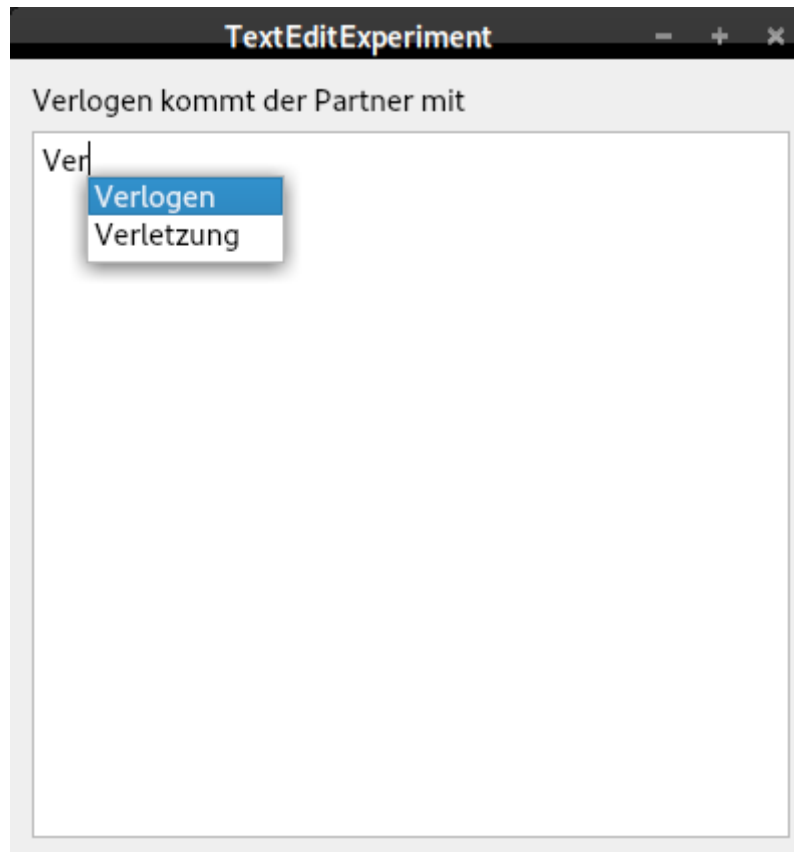 TextEditExperiment
Verlogen kommt der Partner mit
Ver
Verlogen
Verletzung